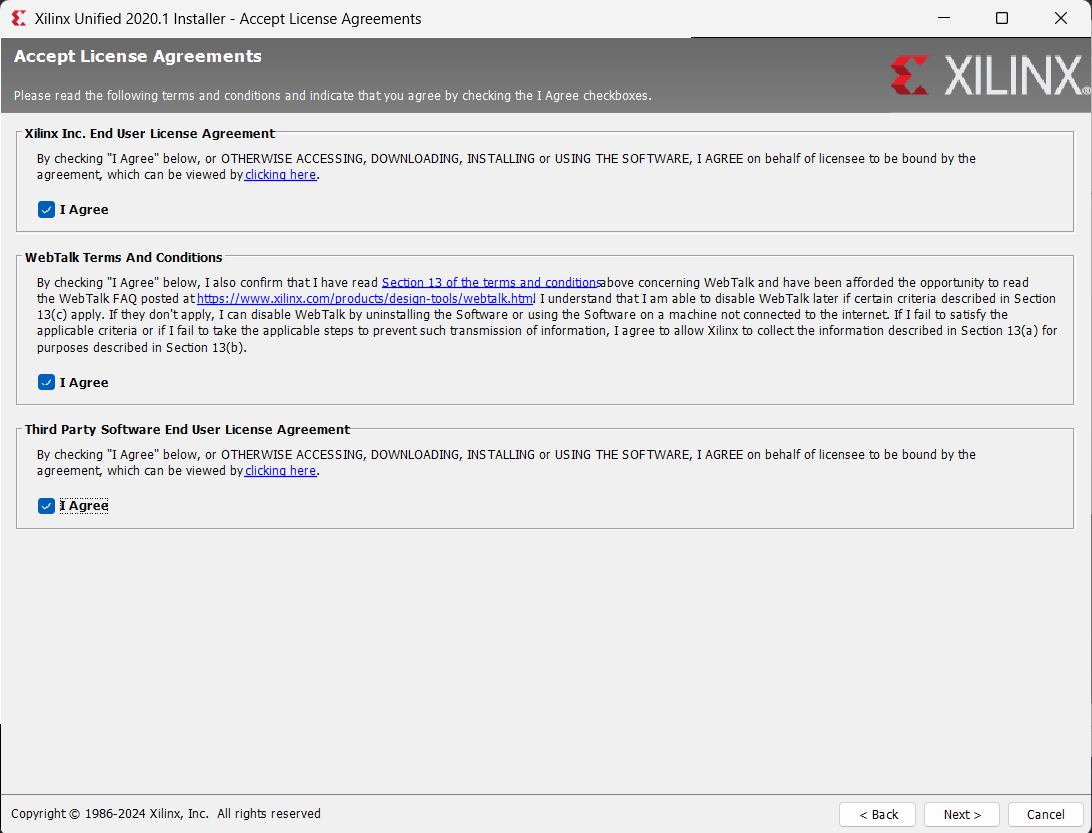 Xilinx Unified 2020.1 Installer - Accept License Agreements
Accept License Agreements
Please read the following terms and conditions and indicate that you agree by checking the I Agree checkboxes.
XILINX®
Xilinx Inc. End User License Agreement
By checking "I Agree" below, or OTHERWISE ACCESSING, DOWNLOADING, INSTALLING or USING THE SOFTWARE, I AGREE on behalf of licensee to be bound by the
agreement, which can be viewed by clicking here.
I Agree
WebTalk Terms And Conditions
By checking "I Agree" below, I also confirm that I have read Section 13 of the terms and conditions above concerning WebTalk and have been afforded the opportunity to read
the WebTalk FAQ posted at https://www.xilinx.com/products/design-tools/webtalk.html. I understand that I am able to disable WebTalk later if certain criteria described in Section
13(c) apply. If they don't apply, I can disable WebTalk by uninstalling the Software or using the Software on a machine not connected to the internet. If I fail to satisfy the
applicable criteria or if I fail to take the applicable steps to prevent such transmission of information, I agree to allow Xilinx to collect the information described in Section 13(a) for
purposes described in Section 13(b).
I Agree
Third Party Software End User License Agreement
By checking "I Agree" below, or OTHERWISE ACCESSING, DOWNLOADING, INSTALLING or USING THE SOFTWARE, I AGREE on behalf of licensee to be bound by the
agreement, which can be viewed by clicking here.
I Agree
Copyright © 1986-2024 Xilinx, Inc. All rights reserved
< Back
Next >
Cancel